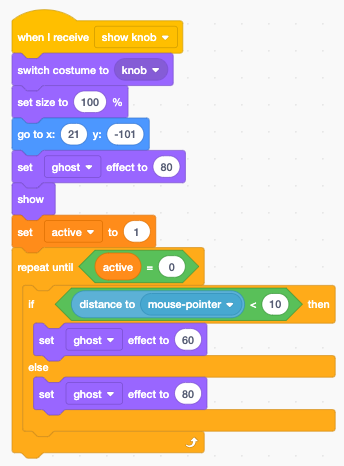 when I receive show knob
switch costume to knob
set size to 100 %
go to x: 21 y: -101
set ghost effect to 80
show
set active to 1
repeat until active = 0
if distance to mouse-pointer < 10 then
set ghost effect to 60
else
set ghost effect to 80